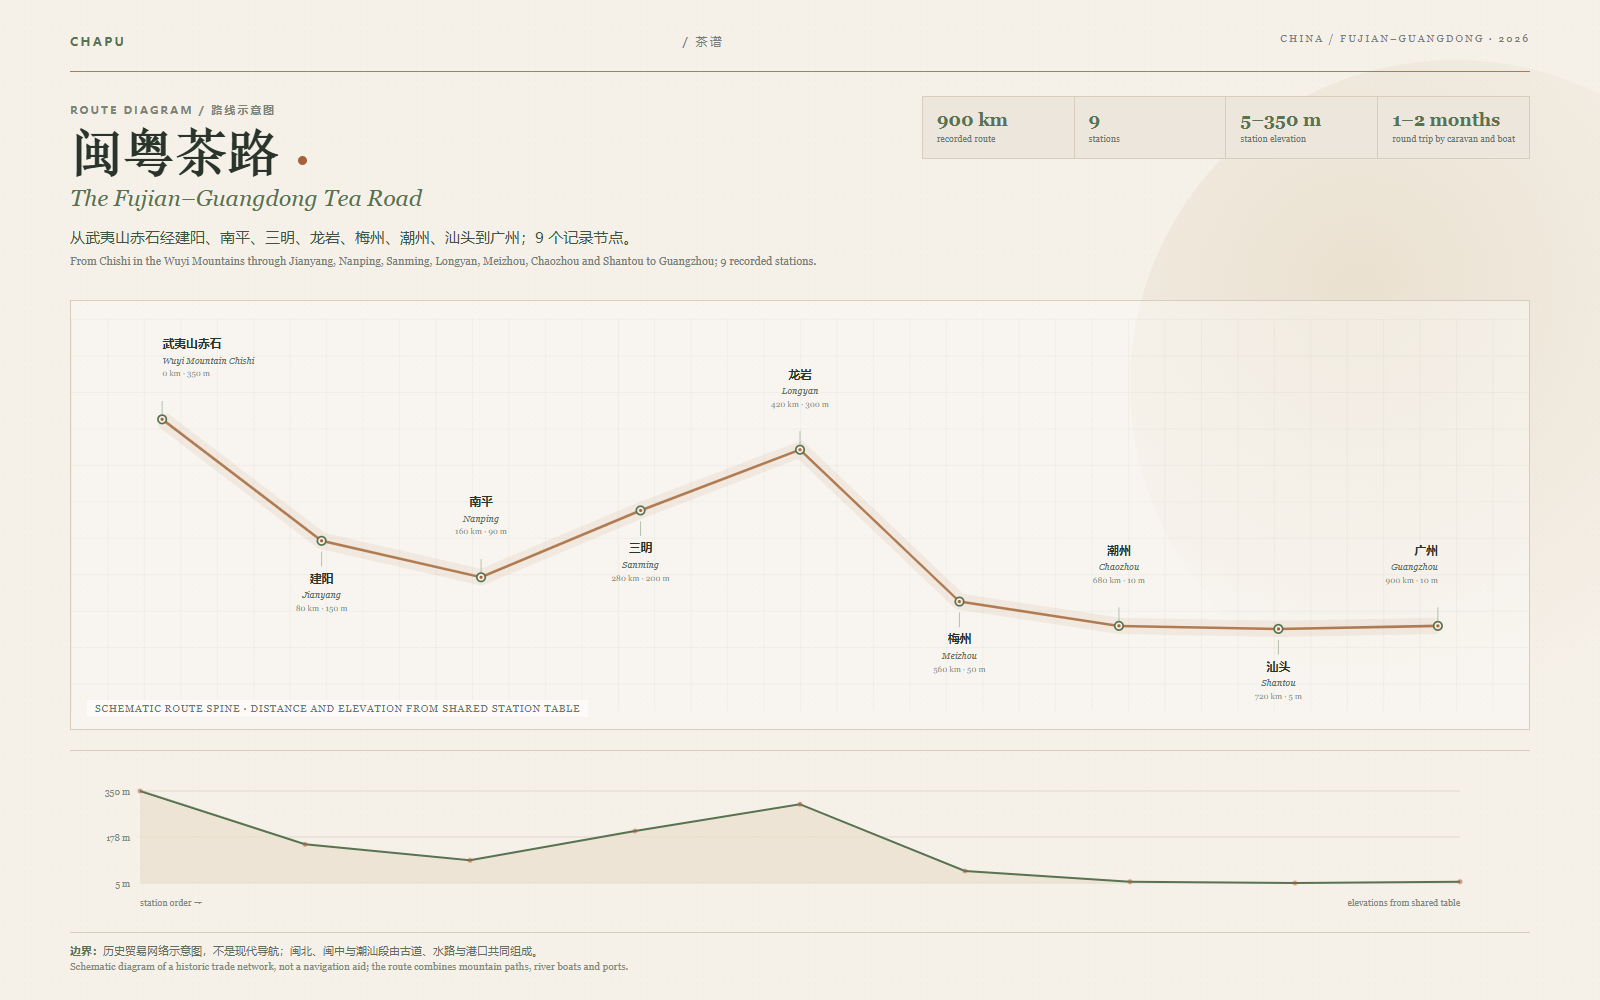 CHAPU
/ 茶谱
CHINA / FUJIAN–GUANGDONG · 2026
ROUTE DIAGRAM / 路线示意图
闽粤茶路
The Fujian–Guangdong Tea Road
从武夷山赤石经建阳、南平、三明、龙岩、梅州、潮州、汕头到广州；9 个记录节点。
From Chishi in the Wuyi Mountains through Jianyang, Nanping, Sanming, Longyan, Meizhou, Chaozhou and Shantou to Guangzhou; 9 recorded stations.
900 km
recorded route
9
stations
5–350 m
station elevation
1–2 months
round trip by caravan and boat
武夷山赤石
Wuyi Mountain Chishi
0 km · 350 m
建阳
Jianyang
80 km · 150 m
南平
Nanping
160 km · 90 m
三明
Sanming
280 km · 200 m
龙岩
Longyan
420 km · 300 m
梅州
Meizhou
560 km · 50 m
潮州
Chaozhou
680 km · 10 m
汕头
Shantou
720 km · 5 m
广州
Guangzhou
900 km · 10 m
SCHEMATIC ROUTE SPINE · DISTANCE AND ELEVATION FROM SHARED STATION TABLE
350 m
178 m
5 m
station order →
elevations from shared table
边界：历史贸易网络示意图，不是现代导航；闽北、闽中与潮汕段由古道、水路与港口共同组成。
Schematic diagram of a historic trade network, not a navigation aid; the route combines mountain paths, river boats and ports.